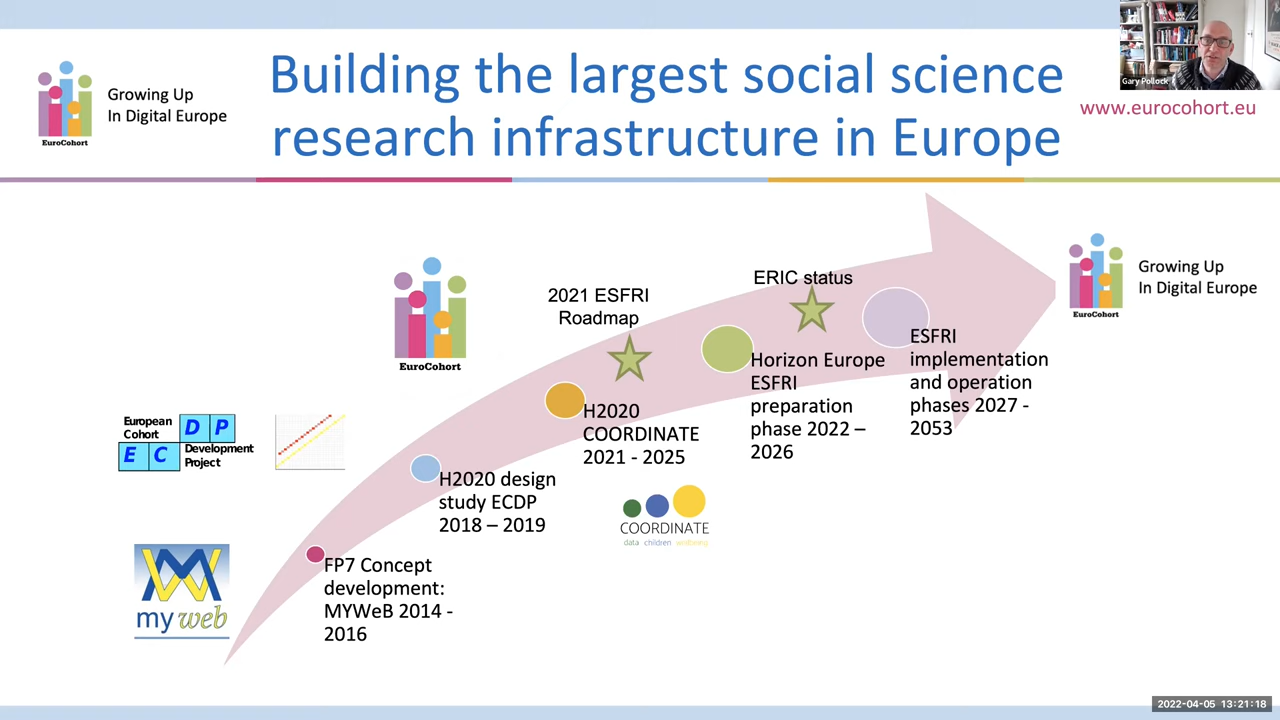 Building the largest social science
research infrastructure in Europe
Growing Up
In Digital Europe
EuroCohort
Gary Pollock
www.eurocohort.eu
EuroCohort
2021 ESFRI
Roadmap
ERIC status
Growing Up
In Digital Europe
EuroCohort
ESFRI
implementation
and operation
phases 2027 -
2053
Horizon Europe
ESFRI
preparation
phase 2022 –
2026
H2020
COORDINATE
2021 - 2025
European
Cohort
D P
E C
Development
Project
H2020 design
study ECDP
2018 – 2019
COORDINATE
data children wellbeing
FP7 Concept
development:
MYWeB 2014 -
2016
my web
2022-04-05 13:21:18